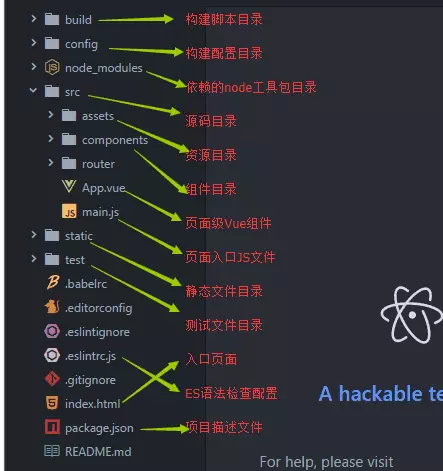 build
构建脚本目录
config
构建配置目录
node_modules
依赖的node工具包目录
src
源码目录
assets
资源目录
components
组件目录
router
App.vue
页面级Vue组件
main.js
页面入口JS文件
static
静态文件目录
test
测试文件目录
.babelrc
.editorconfig
.eslintignore
入口页面
.eslintrc.js
.gitignore
ES语法检查配置
A hackable te
index.html
package.json
项目描述文件
README.md
For help, please visit